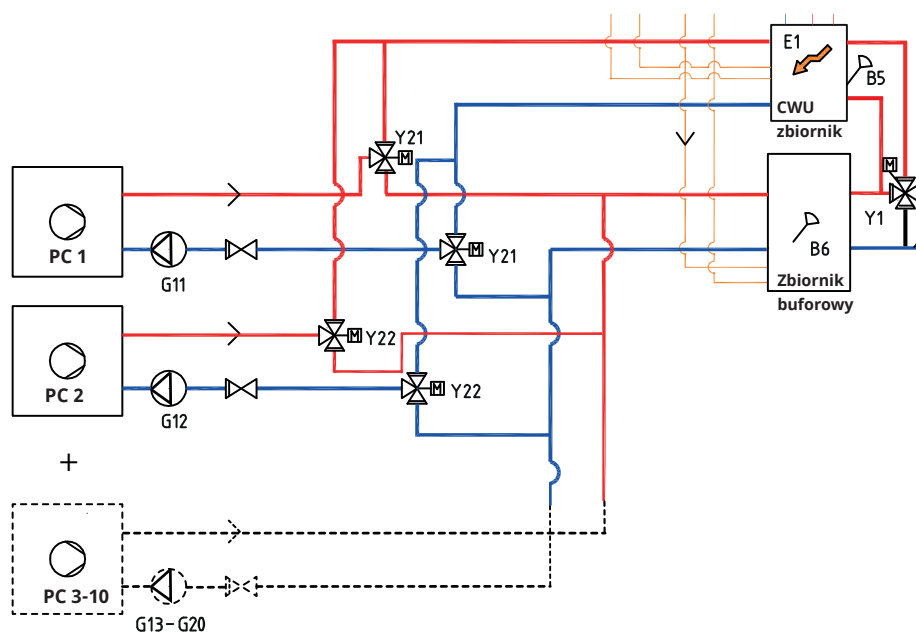 E1
B5
CWU
zbiornik
Y21
M
M
Y1
PC 1
G11
M
Y21
B6
Zbiornik
buforowy
M
Y22
PC 2
G12
M
Y22
+
PC 3-10
G13-G20